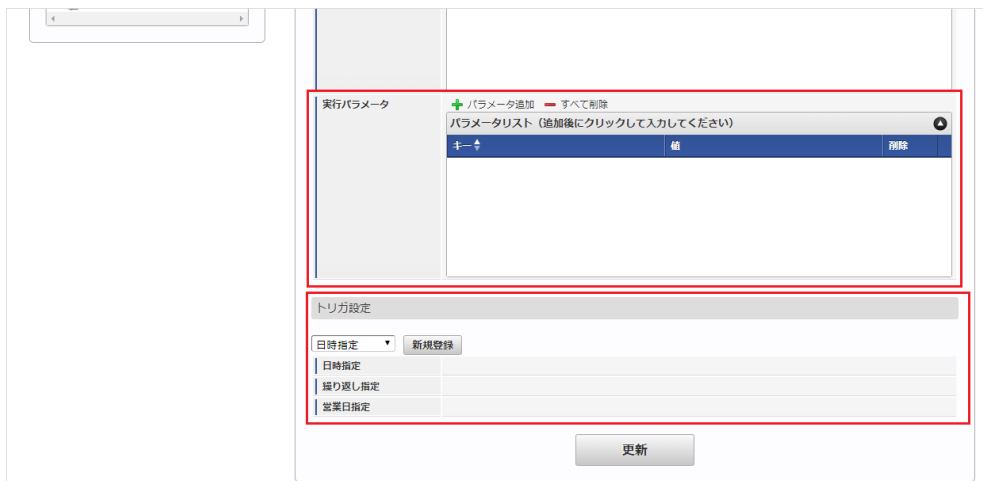 実行パラメータ
パラメータ追加 すべて削除
パラメータリスト（追加後にクリックして入力してください）
キー 値 削除
トリガ設定
日時指定 新規登録
日時指定
繰り返し指定
営業日指定
更新